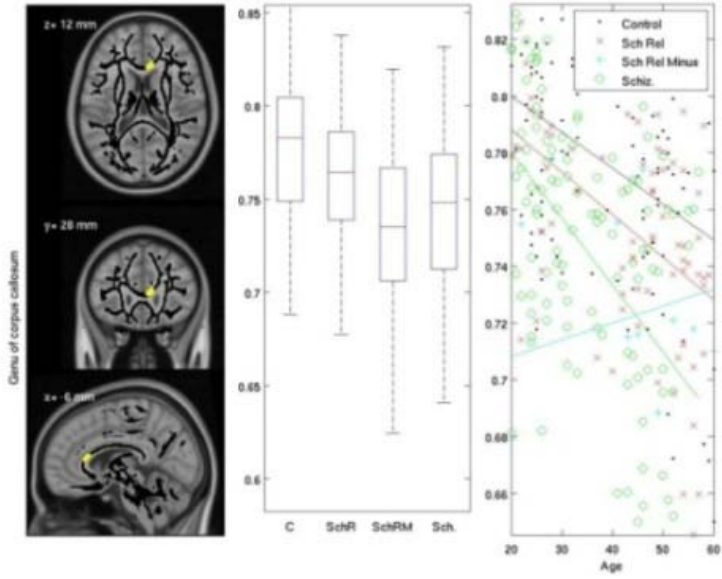 Genu of corpus callosum
z= 12 mm
y= 28 mm
x= -6 mm
0.85
0.8
0.75
0.7
0.65
0.6
C SchR SchRM Sch.
0.82
0.8
0.78
0.76
0.74
0.72
0.7
0.68
0.66
20 30 40 50 60
Age
Control
Sch Rel
Sch Rel Minus
Schiz.